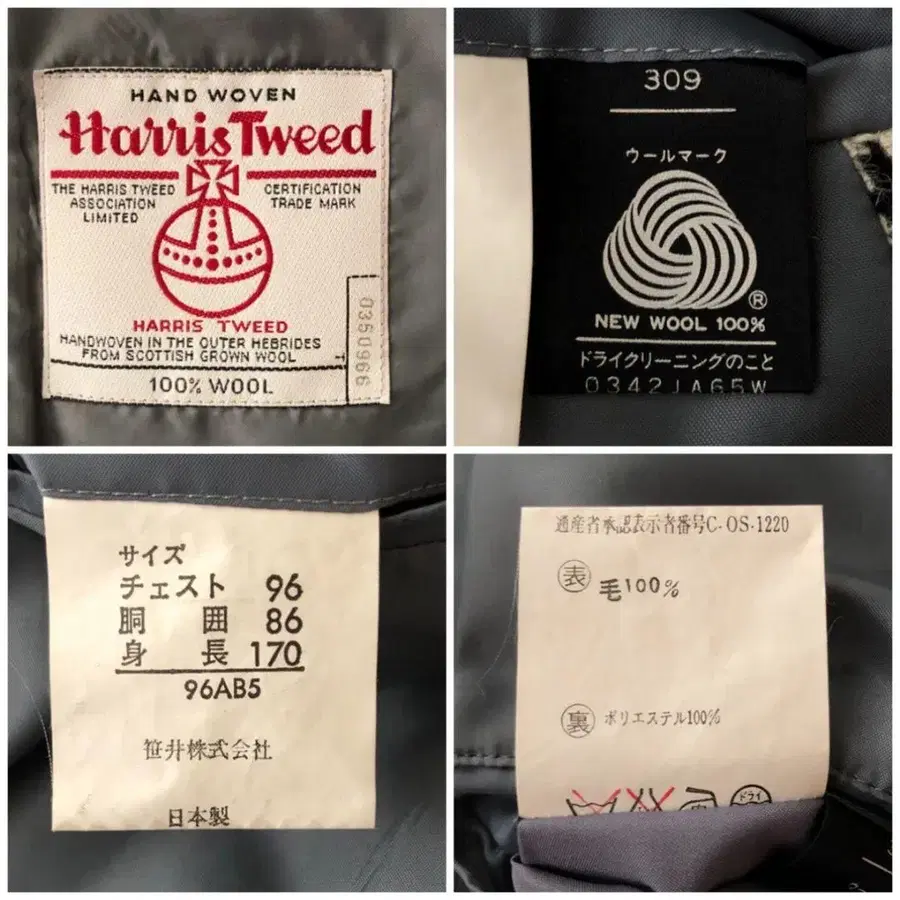 HAND WOVEN
Harris Tweed
THE HARRIS TWEED
ASSOCIATION
LIMITED
CERTIFICATION
TRADE MARK
HARRIS TWEED
HANDWOVEN IN THE OUTER HEBRIDES
FROM SCOTTISH GROWN WOOL
100% WOOL
0350966
309
ウールマーク
®
NEW WOOL 100%
ドライクリーニングのこと
0342JA65W
サイズ
チェスト 96
胴囲 86
身長 170
96AB5
笹井株式会社
日本製
通産省承認表示者番号C-OS-1220
表 毛100%
裏 ポリエステル100%
ドライ